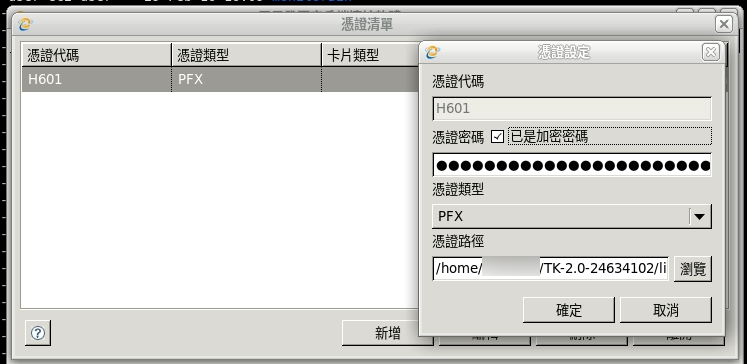 憑證清單
憑證代碼 憑證類型 卡片類型
H601 PFX
新增
憑證設定
憑證代碼
H601
憑證密碼 已是加密密碼
憑證類型
PFX
憑證路徑
/home/ /TK-2.0-24634102/li
瀏覽
確定 取消
?